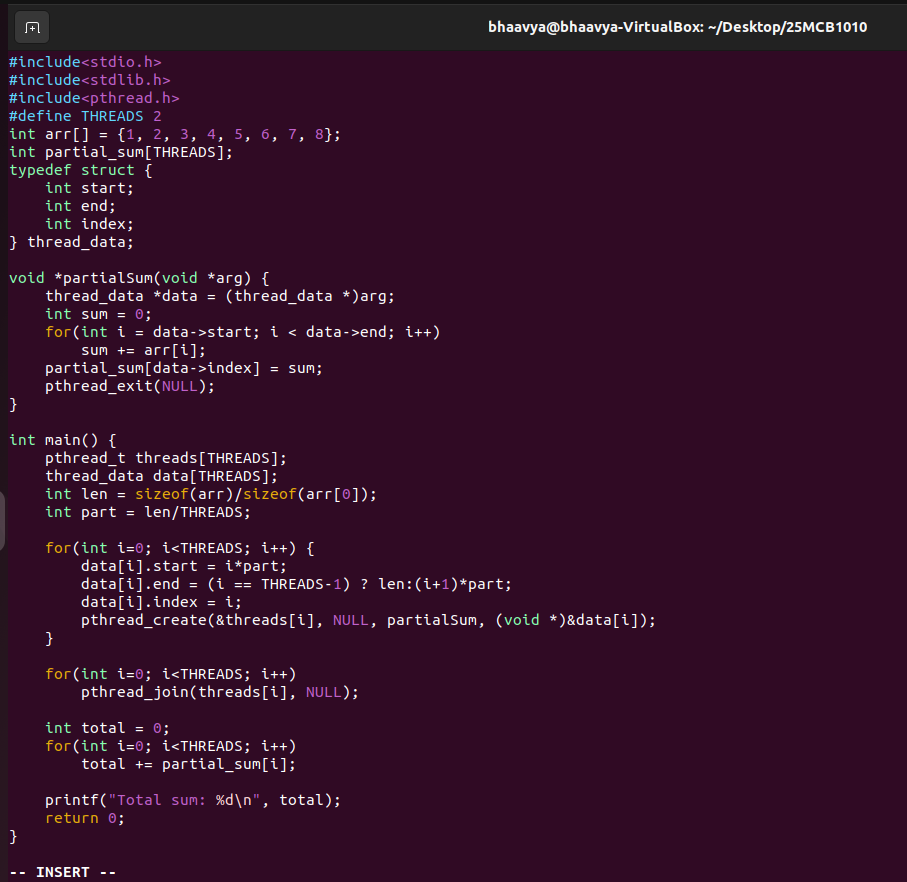 bhaavya@bhaavya-VirtualBox: ~/Desktop/25MCB1010
#include<stdio.h>
#include<stdlib.h>
#include<pthread.h>
#define THREADS 2
int arr[] = {1, 2, 3, 4, 5, 6, 7, 8};
int partial_sum[THREADS];
typedef struct {
    int start;
    int end;
    int index;
} thread_data;

void *partialSum(void *arg) {
    thread_data *data = (thread_data *)arg;
    int sum = 0;
    for(int i = data->start; i < data->end; i++)
        sum += arr[i];
    partial_sum[data->index] = sum;
    pthread_exit(NULL);
}

int main() {
    pthread_t threads[THREADS];
    thread_data data[THREADS];
    int len = sizeof(arr)/sizeof(arr[0]);
    int part = len/THREADS;

    for(int i=0; i<THREADS; i++) {
        data[i].start = i*part;
        data[i].end = (i == THREADS-1) ? len:(i+1)*part;
        data[i].index = i;
        pthread_create(&threads[i], NULL, partialSum, (void *)&data[i]);
    }

    for(int i=0; i<THREADS; i++)
        pthread_join(threads[i], NULL);

    int total = 0;
    for(int i=0; i<THREADS; i++)
        total += partial_sum[i];

    printf("Total sum: %d\n", total);
    return 0;
}

-- INSERT --